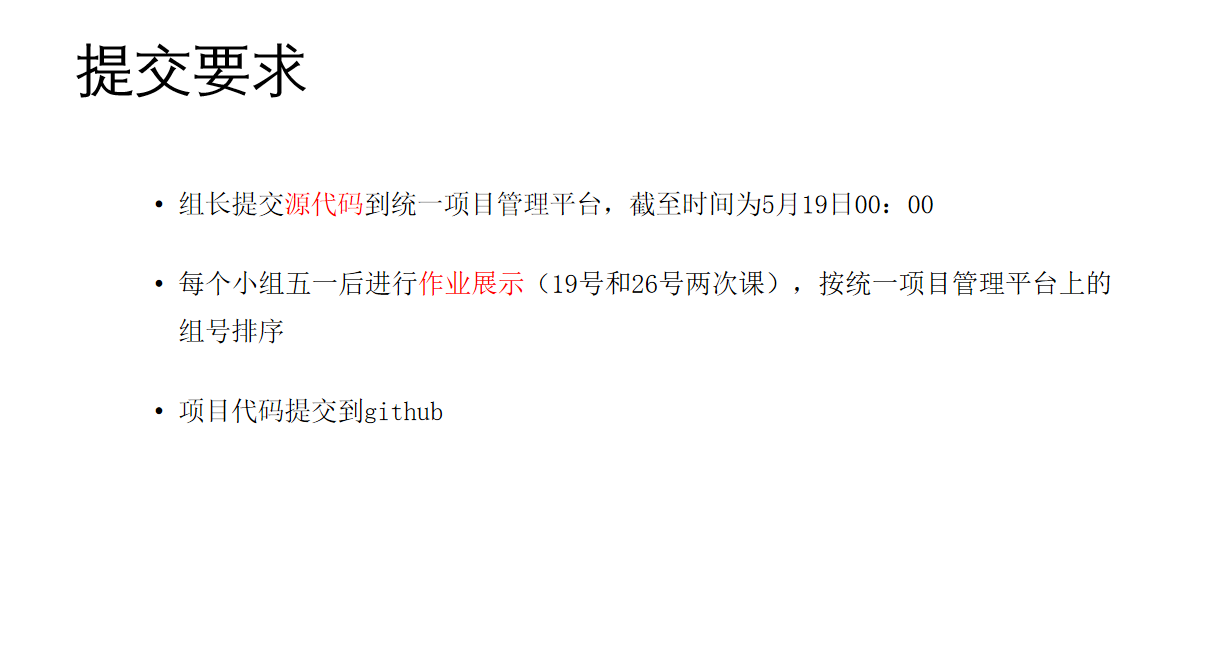 提交要求
• 组长提交源代码到统一项目管理平台，截至时间为5月19日00：00
• 每个小组五一后进行作业展示（19号和26号两次课），按统一项目管理平台上的
组号排序
• 项目代码提交到github